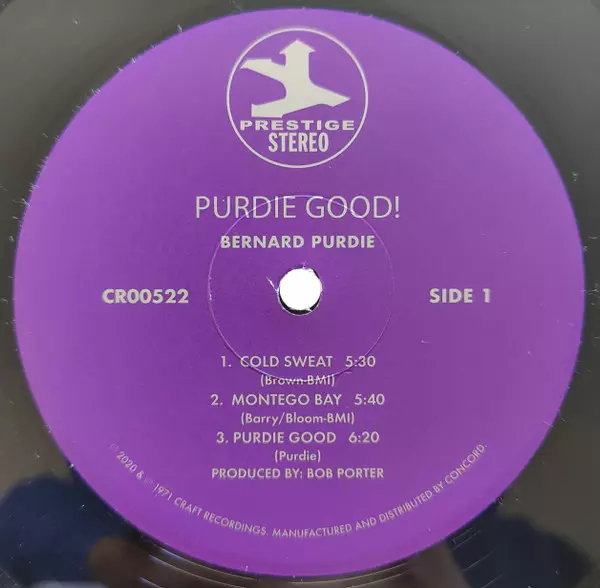 PRESTIGE
STEREO
PURDIE GOOD!
BERNARD PURDIE
CR00522
SIDE 1
1. COLD SWEAT 5:30
(Brown-BMI)
2. MONTEGO BAY 5:40
(Barry/Bloom-BMI)
3. PURDIE GOOD 6:20
(Purdie)
PRODUCED BY: BOB PORTER
℗ 2020 & © 1971 CRAFT RECORDINGS. MANUFACTURED AND DISTRIBUTED BY CONCORD.